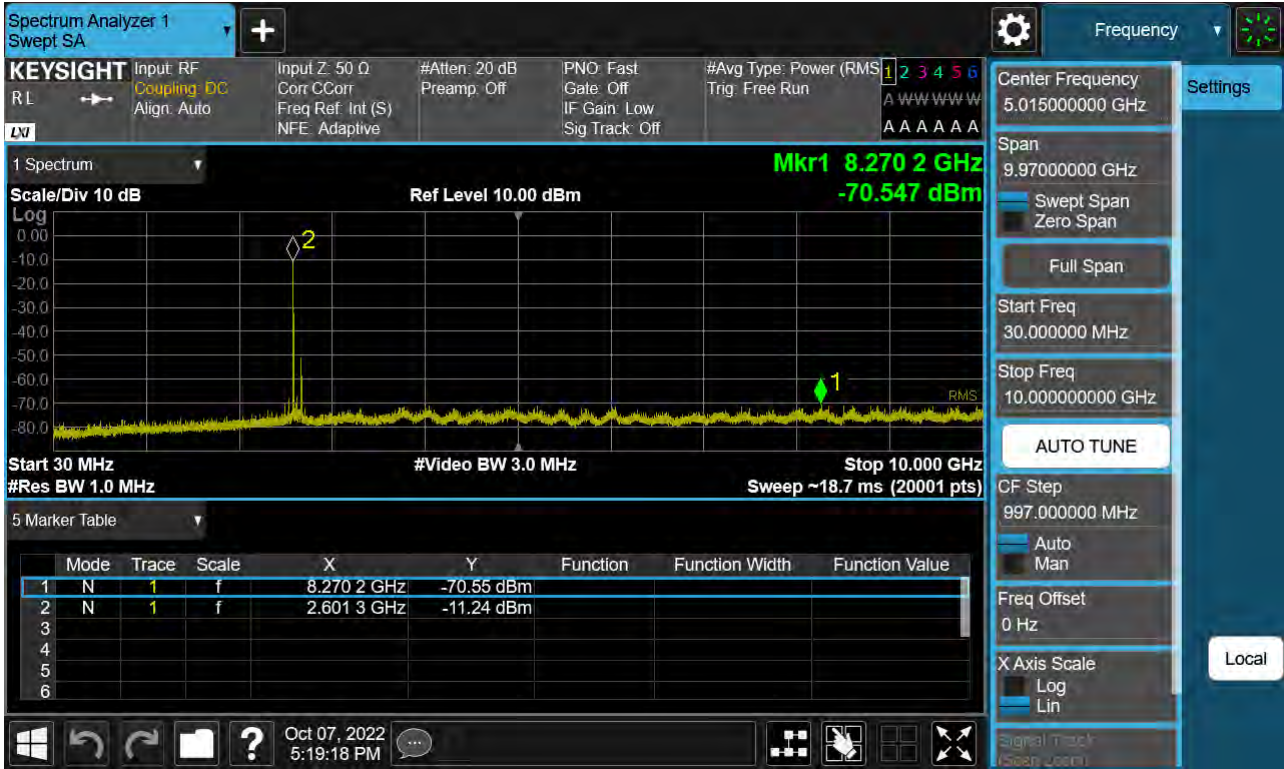 Spectrum Analyzer 1
Swept SA
+
Frequency
KEYSIGHT
RL
LXI
Input: RF
Coupling: DC
Align: Auto
Input Z: 50 Ω
Corr CCorr
Freq Ref: Int (S)
NFE: Adaptive
#Atten: 20 dB
Preamp: Off
PNO: Fast
Gate: Off
IF Gain: Low
Sig Track: Off
#Avg Type: Power (RMS
Trig: Free Run
1 2 3 4 5 6
A W W W W W
A A A A A A
1 Spectrum
Mkr1 8.270 2 GHz
Scale/Div 10 dB
Ref Level 10.00 dBm
-70.547 dBm
Log
0.00
-10.0
-20.0
-30.0
-40.0
-50.0
-60.0
-70.0
-80.0
2
1
RMS
Start 30 MHz
#Video BW 3.0 MHz
Stop 10.000 GHz
#Res BW 1.0 MHz
Sweep ~18.7 ms (20001 pts)
5 Marker Table
Mode Trace Scale X Y Function Function Width Function Value
1 N 1 f 8.270 2 GHz -70.55 dBm
2 N 1 f 2.601 3 GHz -11.24 dBm
3
4
5
6
Center Frequency
5.015000000 GHz
Span
9.97000000 GHz
Swept Span
Zero Span
Full Span
Start Freq
30.000000 MHz
Stop Freq
10.000000000 GHz
AUTO TUNE
CF Step
997.000000 MHz
Auto
Man
Freq Offset
0 Hz
X Axis Scale
Log
Lin
Signal Track
(Span Zoom)
Settings
Local
?
Oct 07, 2022
5:19:18 PM